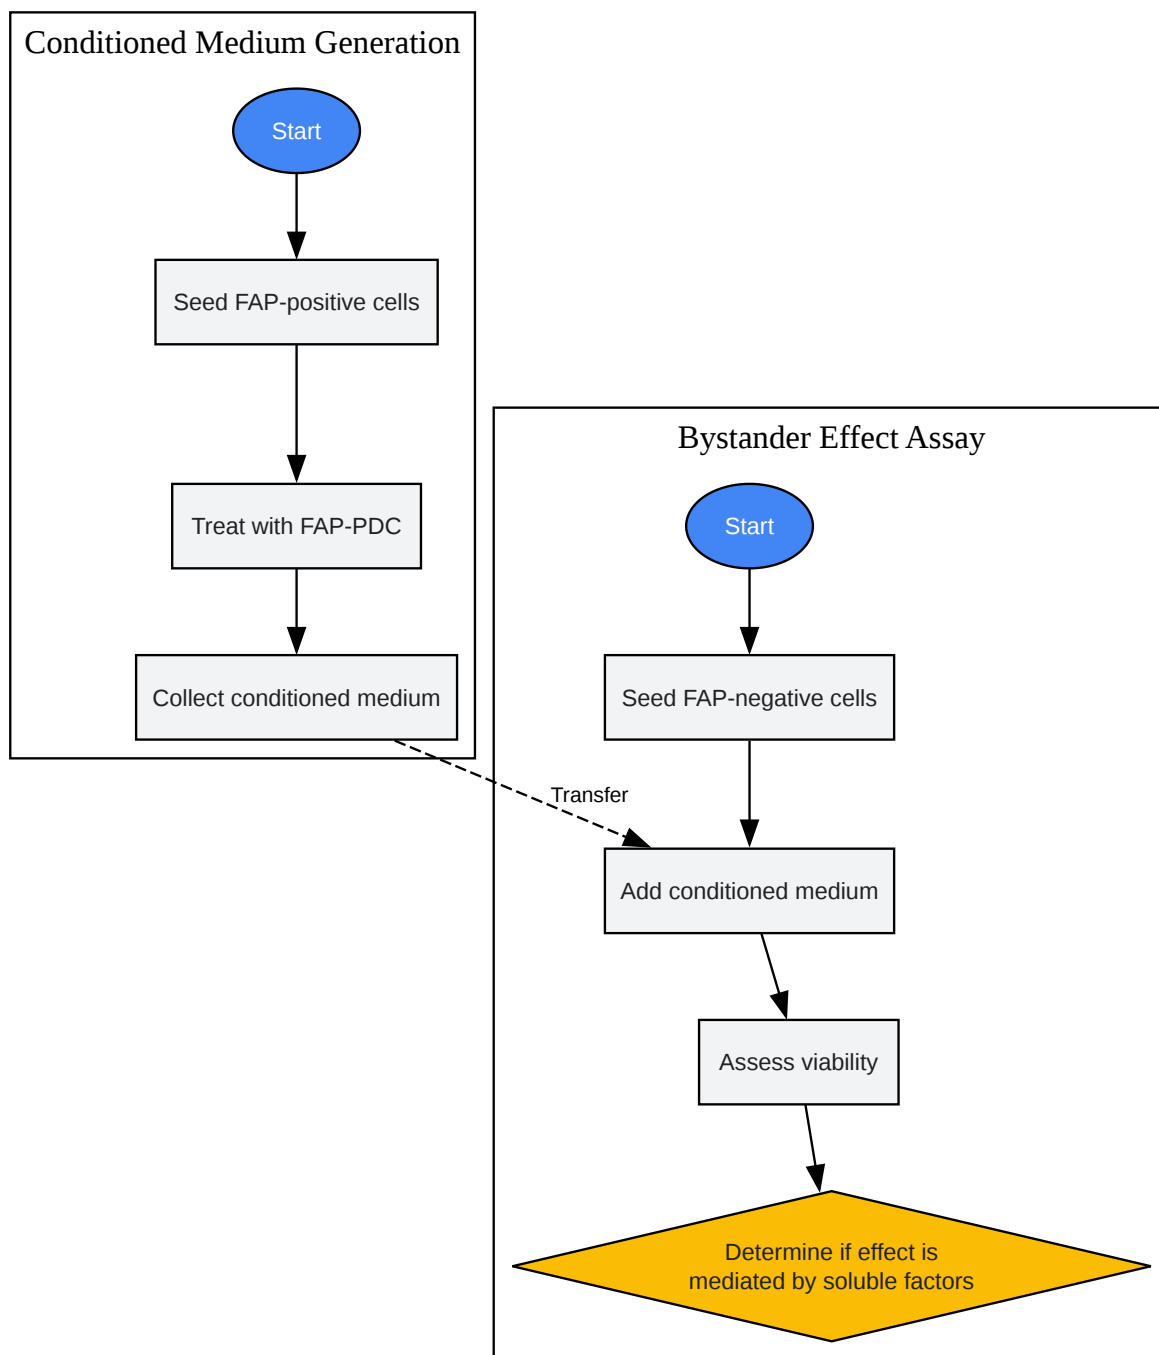 Conditioned Medium Generation
Start
Seed FAP-positive cells
Treat with FAP-PDC
Collect conditioned medium
Transfer
Bystander Effect Assay
Start
Seed FAP-negative cells
Add conditioned medium
Assess viability
Determine if effect is
mediated by soluble factors